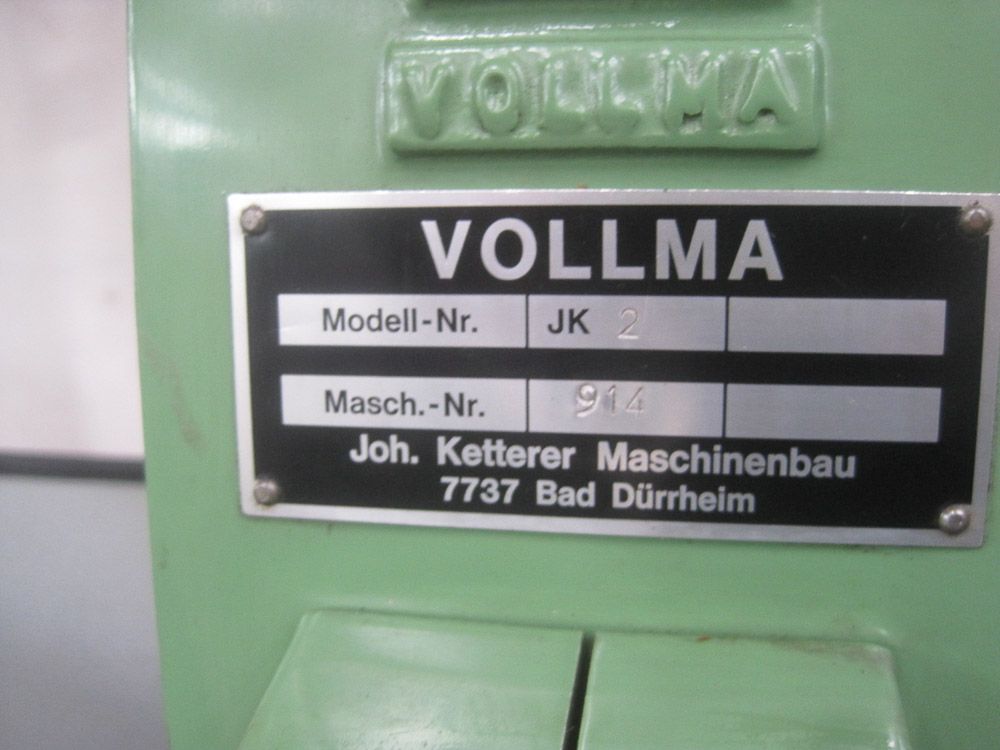 VOLLMA
VOLLMA
Modell-Nr. JK 2
Masch.-Nr. 914
Joh. Ketterer Maschinenbau
7737 Bad Dürrheim